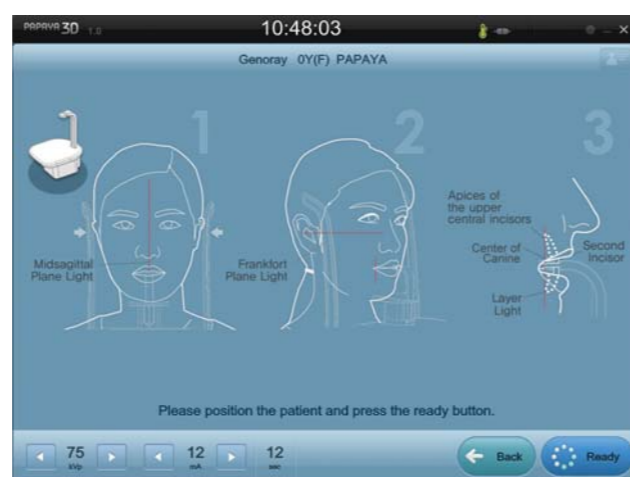 PAPAYA 3D 1.0
10:48:03
Genoray 0Y(F) PAPAYA
1
2
3
Midsagittal
Plane Light
Frankfort
Plane Light
Apices of
the upper
central incisors
Center of
Canine
Second
Incisor
Layer
Light
Please position the patient and press the ready button.
75
kVp
12
mA
12
sec
Back
Ready